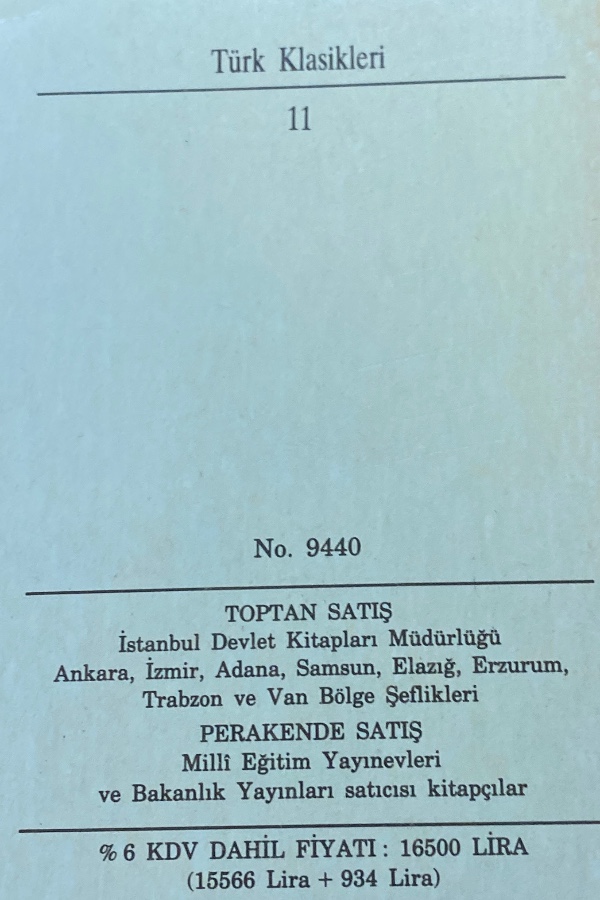 Türk Klasikleri
11
No. 9440
TOPTAN SATIŞ
İstanbul Devlet Kitapları Müdürlüğü
Ankara, İzmir, Adana, Samsun, Elazığ, Erzurum,
Trabzon ve Van Bölge Şeflikleri
PERAKENDE SATIŞ
Millî Eğitim Yayınevleri
ve Bakanlık Yayınları satıcısı kitapçılar
% 6 KDV DAHİL FİYATI : 16500 LİRA
(15566 Lira + 934 Lira)